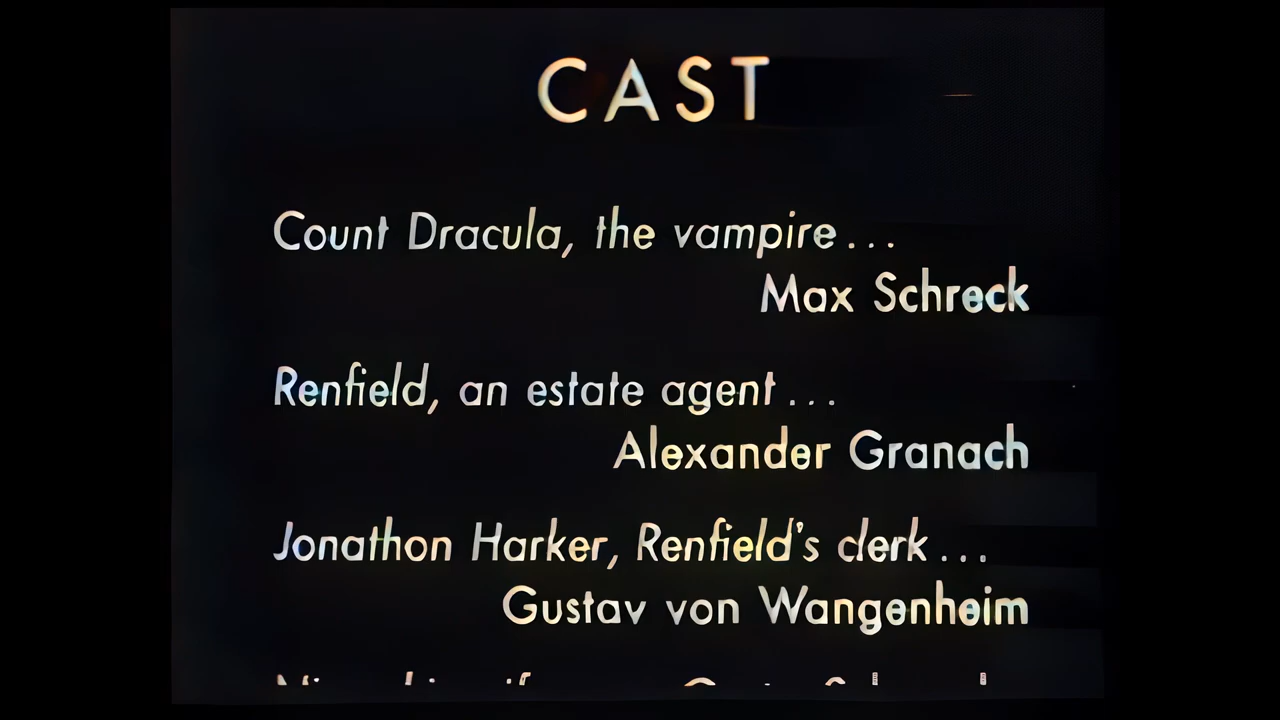 CAST
Count Dracula, the vampire...
Max Schreck
Renfield, an estate agent...
Alexander Granach
Jonathon Harker, Renfield's clerk...
Gustav von Wangenheim